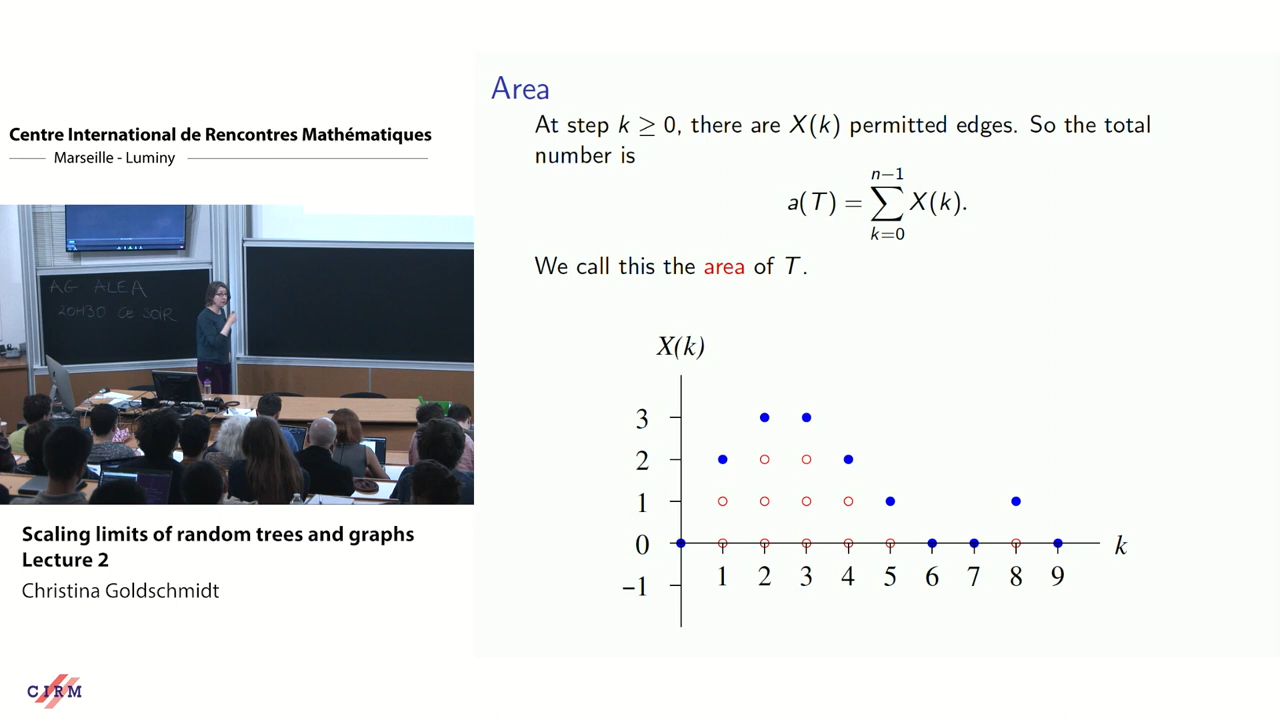 Centre International de Rencontres Mathématiques
Marseille - Luminy
AG ALEA
20H30 CE SOIR
Scaling limits of random trees and graphs
Lecture 2
Christina Goldschmidt
CIRM
Area
At step k ≥ 0, there are X(k) permitted edges. So the total
number is
n−1
a(T) = ∑ X(k).
k=0
We call this the area of T.
X(k)
3
2
1
0
−1
1 2 3 4 5 6 7 8 9
k